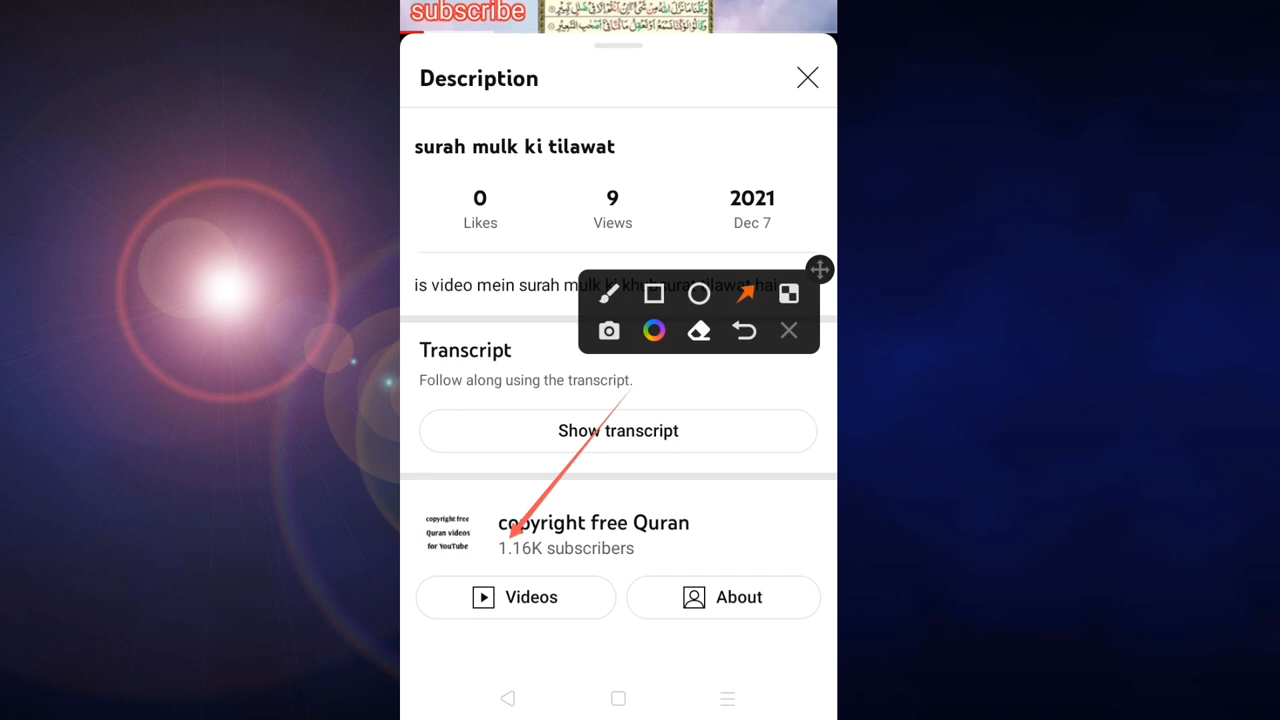 subscribe
Description
surah mulk ki tilawat
0
Likes
9
Views
2021
Dec 7
is video mein surah mulk ki khubsurat tilawat hai
Transcript
Follow along using the transcript.
Show transcript
copyright free
Quran videos
for YouTube
copyright free Quran
1.16K subscribers
Videos
About